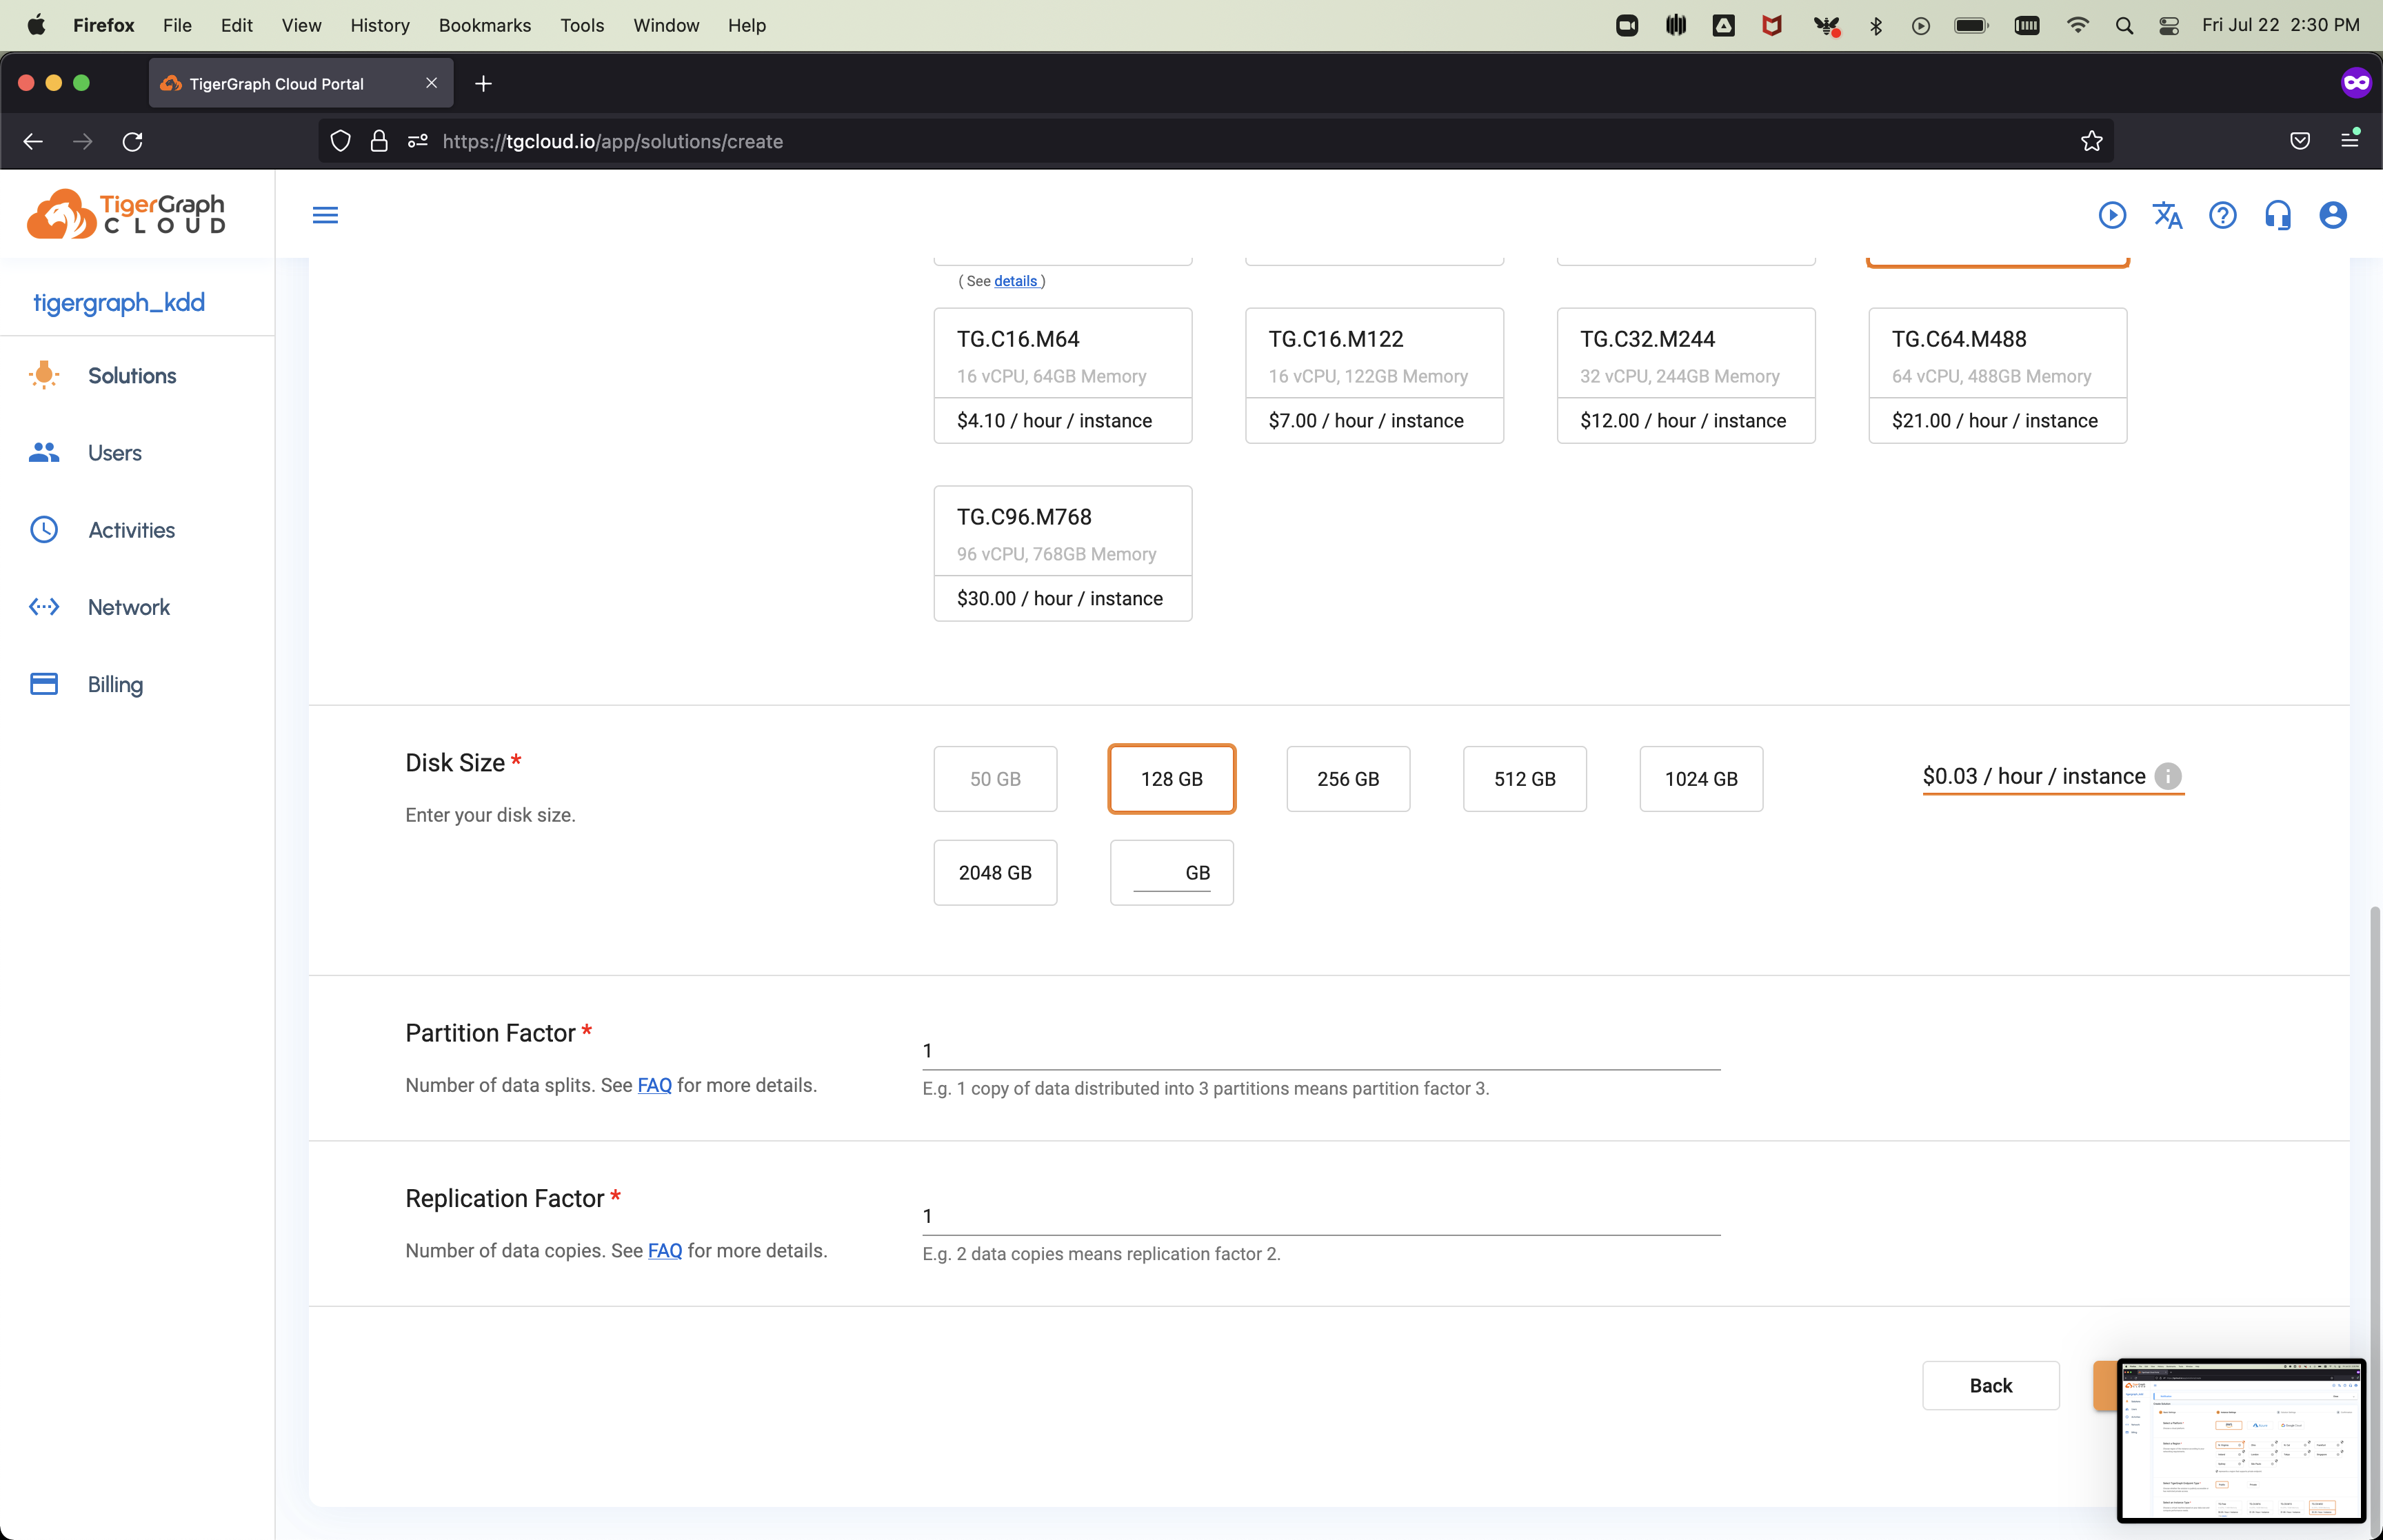 Firefox File Edit View History Bookmarks Tools Window Help Fri Jul 22 2:30 PM
TigerGraph Cloud Portal
https://tgcloud.io/app/solutions/create
TigerGraph
CLOUD
tigergraph_kdd
Solutions
Users
Activities
Network
Billing
( See details )
TG.C16.M64
16 vCPU, 64GB Memory
$4.10 / hour / instance
TG.C16.M122
16 vCPU, 122GB Memory
$7.00 / hour / instance
TG.C32.M244
32 vCPU, 244GB Memory
$12.00 / hour / instance
TG.C64.M488
64 vCPU, 488GB Memory
$21.00 / hour / instance
TG.C96.M768
96 vCPU, 768GB Memory
$30.00 / hour / instance
Disk Size *
Enter your disk size.
50 GB
128 GB
256 GB
512 GB
1024 GB
2048 GB
GB
$0.03 / hour / instance
Partition Factor *
Number of data splits. See FAQ for more details.
1
E.g. 1 copy of data distributed into 3 partitions means partition factor 3.
Replication Factor *
Number of data copies. See FAQ for more details.
1
E.g. 2 data copies means replication factor 2.
Back